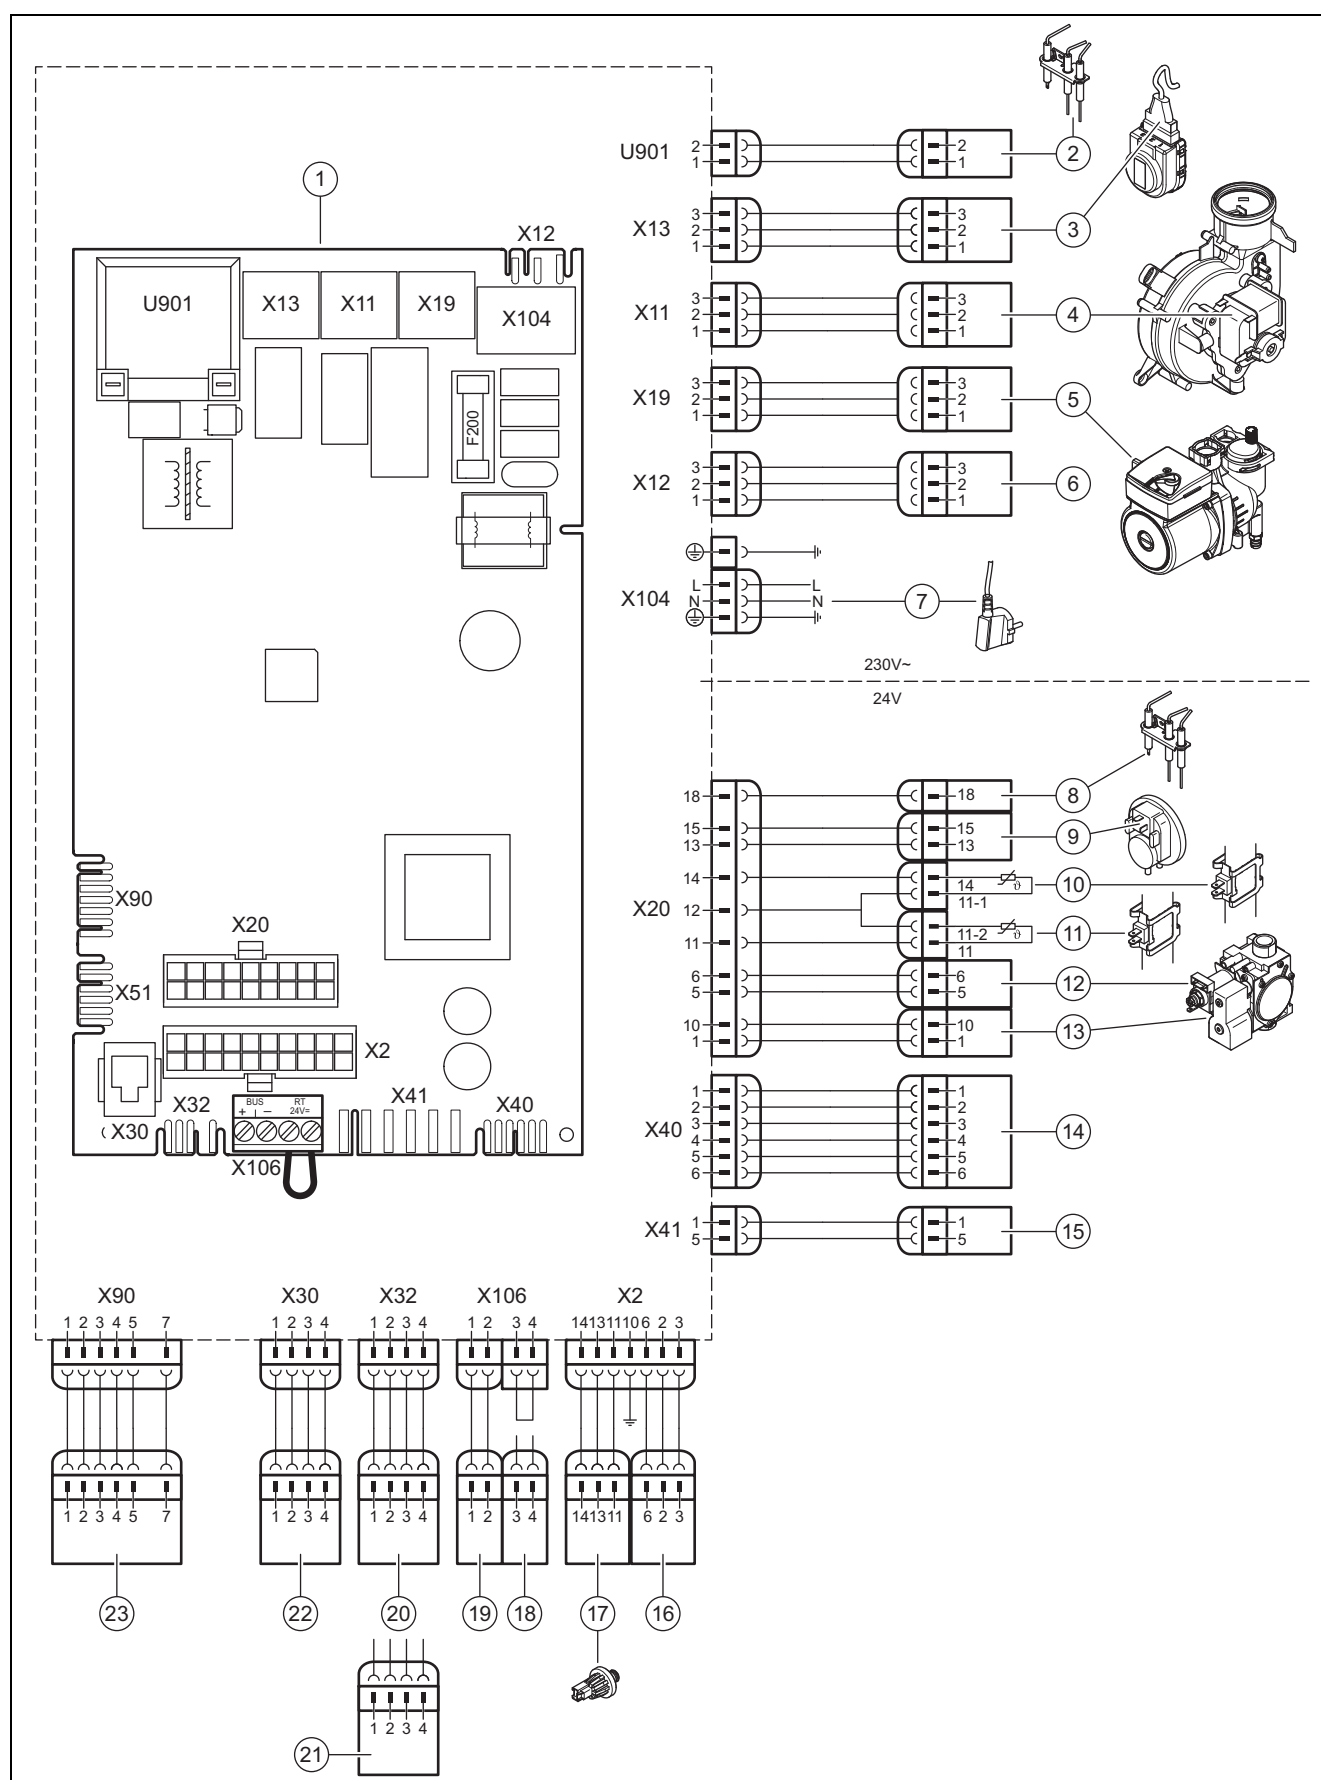 1
X12
U901
X13
X11
X19
X104
F200
X90
X20
X51
X2
X32
X41
X40
X30
BUS
RT
24V=
+ –
X106
U901
2
1
2
1
2
X13
3
2
1
3
2
1
3
X11
3
2
1
3
2
1
4
X19
3
2
1
3
2
1
5
X12
3
2
1
3
2
1
6
X104
L
N
L
N
7
230V~
24V
X20
18
18
8
15
13
15
13
9
14
14
ϑ
11-1
10
12
11
11-2
ϑ
11
11
6
5
6
5
12
10
1
10
1
13
X40
1
2
3
4
5
6
1
2
3
4
5
6
14
X41
1
5
1
5
15
X90 X30 X32 X106 X2
1 2 3 4 5 7 1 2 3 4 1 2 3 4 1 2 3 4 14 13 11 10 6 2 3
1 2 3 4 5 7 1 2 3 4 1 2 3 4 1 2 3 4 14 13 11 6 2 3
23 22 20 19 18 17 16
1 2 3 4
21